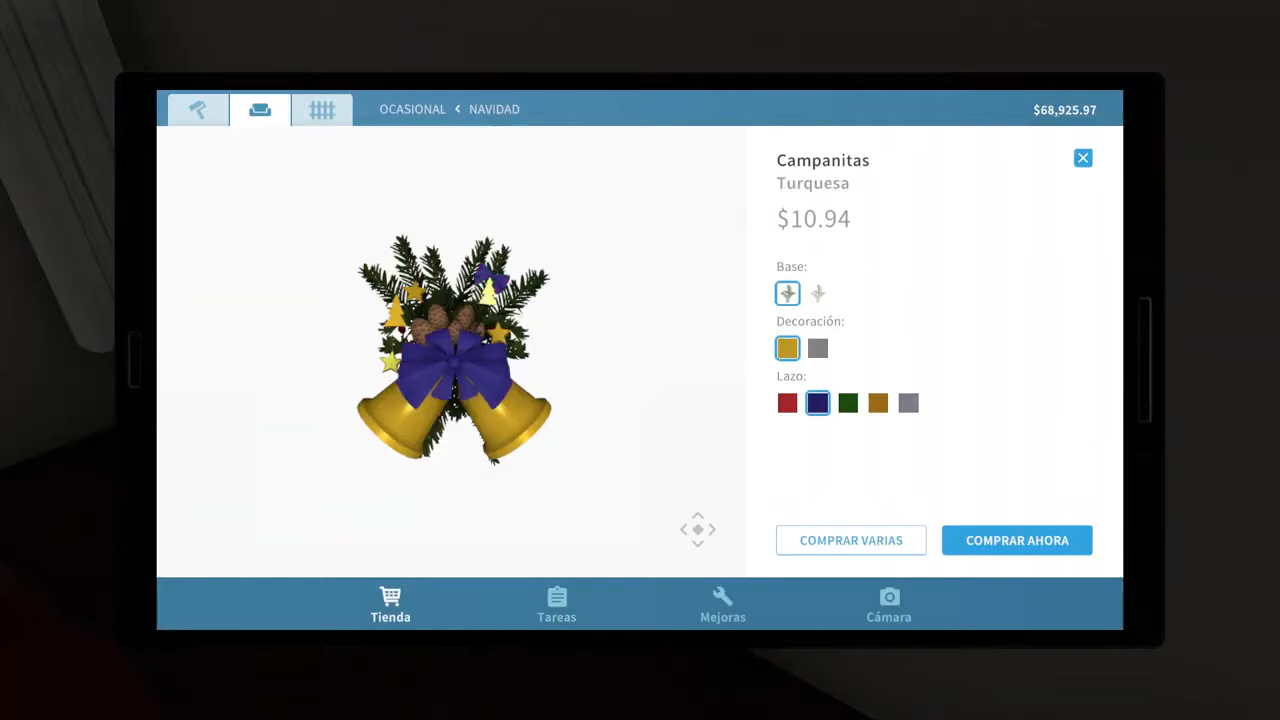 OCASIONAL < NAVIDAD
$68,925.97
Campanitas
Turquesa
$10.94
Base:
Decoración:
Lazo:
COMPRAR VARIAS
COMPRAR AHORA
Tienda
Tareas
Mejoras
Cámara